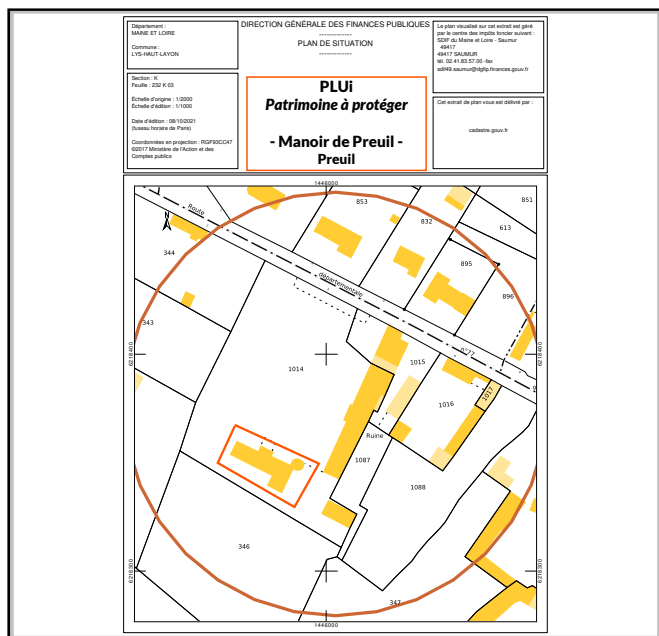 Département :
MAINE ET LOIRE
Commune :
LYS-HAUT-LAYON
Section : K
Feuille : 232 K 03
Échelle d'origine : 1/2000
Échelle d'édition : 1/1000
Date d'édition : 08/10/2021
(fuseau horaire de Paris)
Coordonnées en projection : RGF93CC47
©2017 Ministère de l'Action et des
Comptes publics
DIRECTION GÉNÉRALE DES FINANCES PUBLIQUES
-------------
PLAN DE SITUATION
-------------
PLUi
Patrimoine à protéger
- Manoir de Preuil -
Preuil
Le plan visualisé sur cet extrait est géré
par le centre des impôts foncier suivant :
SDIF du Maine et Loire - Saumur
49417
49417 SAUMUR
tél. 02.41.83.57.00 -fax
sdif49.saumur@dgfip.finances.gouv.fr
Cet extrait de plan vous est délivré par :
cadastre.gouv.fr
1446000
853
851
832
613
Route
N
344
895
départementale
896
343
6218400
n°77
6218400
1014
1015
1017
1016
Ruine
1087
1088
346
6218300
6218300
347
1446000